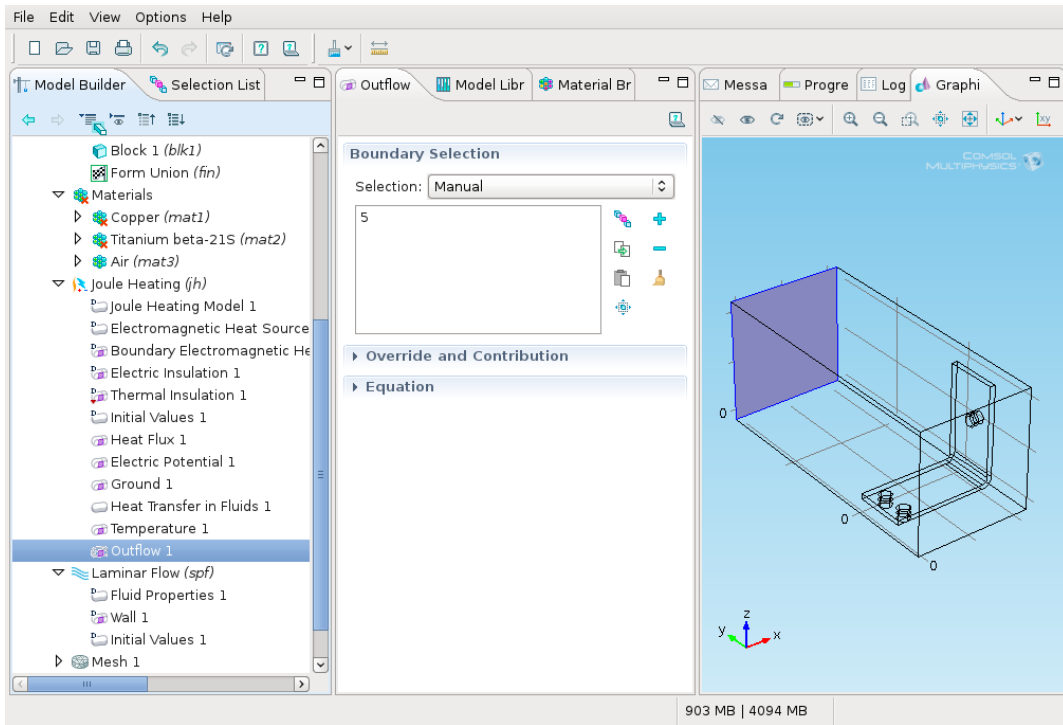 File Edit View Options Help
Model Builder Selection List
Block 1 (blk1)
Form Union (fin)
Materials
Copper (mat1)
Titanium beta-21S (mat2)
Air (mat3)
Joule Heating (jh)
Joule Heating Model 1
Electromagnetic Heat Source
Boundary Electromagnetic He
Electric Insulation 1
Thermal Insulation 1
Initial Values 1
Heat Flux 1
Electric Potential 1
Ground 1
Heat Transfer in Fluids 1
Temperature 1
Outflow 1
Laminar Flow (spf)
Fluid Properties 1
Wall 1
Initial Values 1
Mesh 1
Outflow Model Libr Material Br
Boundary Selection
Selection: Manual
5
Override and Contribution
Equation
Messa Progre Log Graphi
xy
COMSOL
MULTIPHYSICS
0
0
0
z
y x
903 MB | 4094 MB